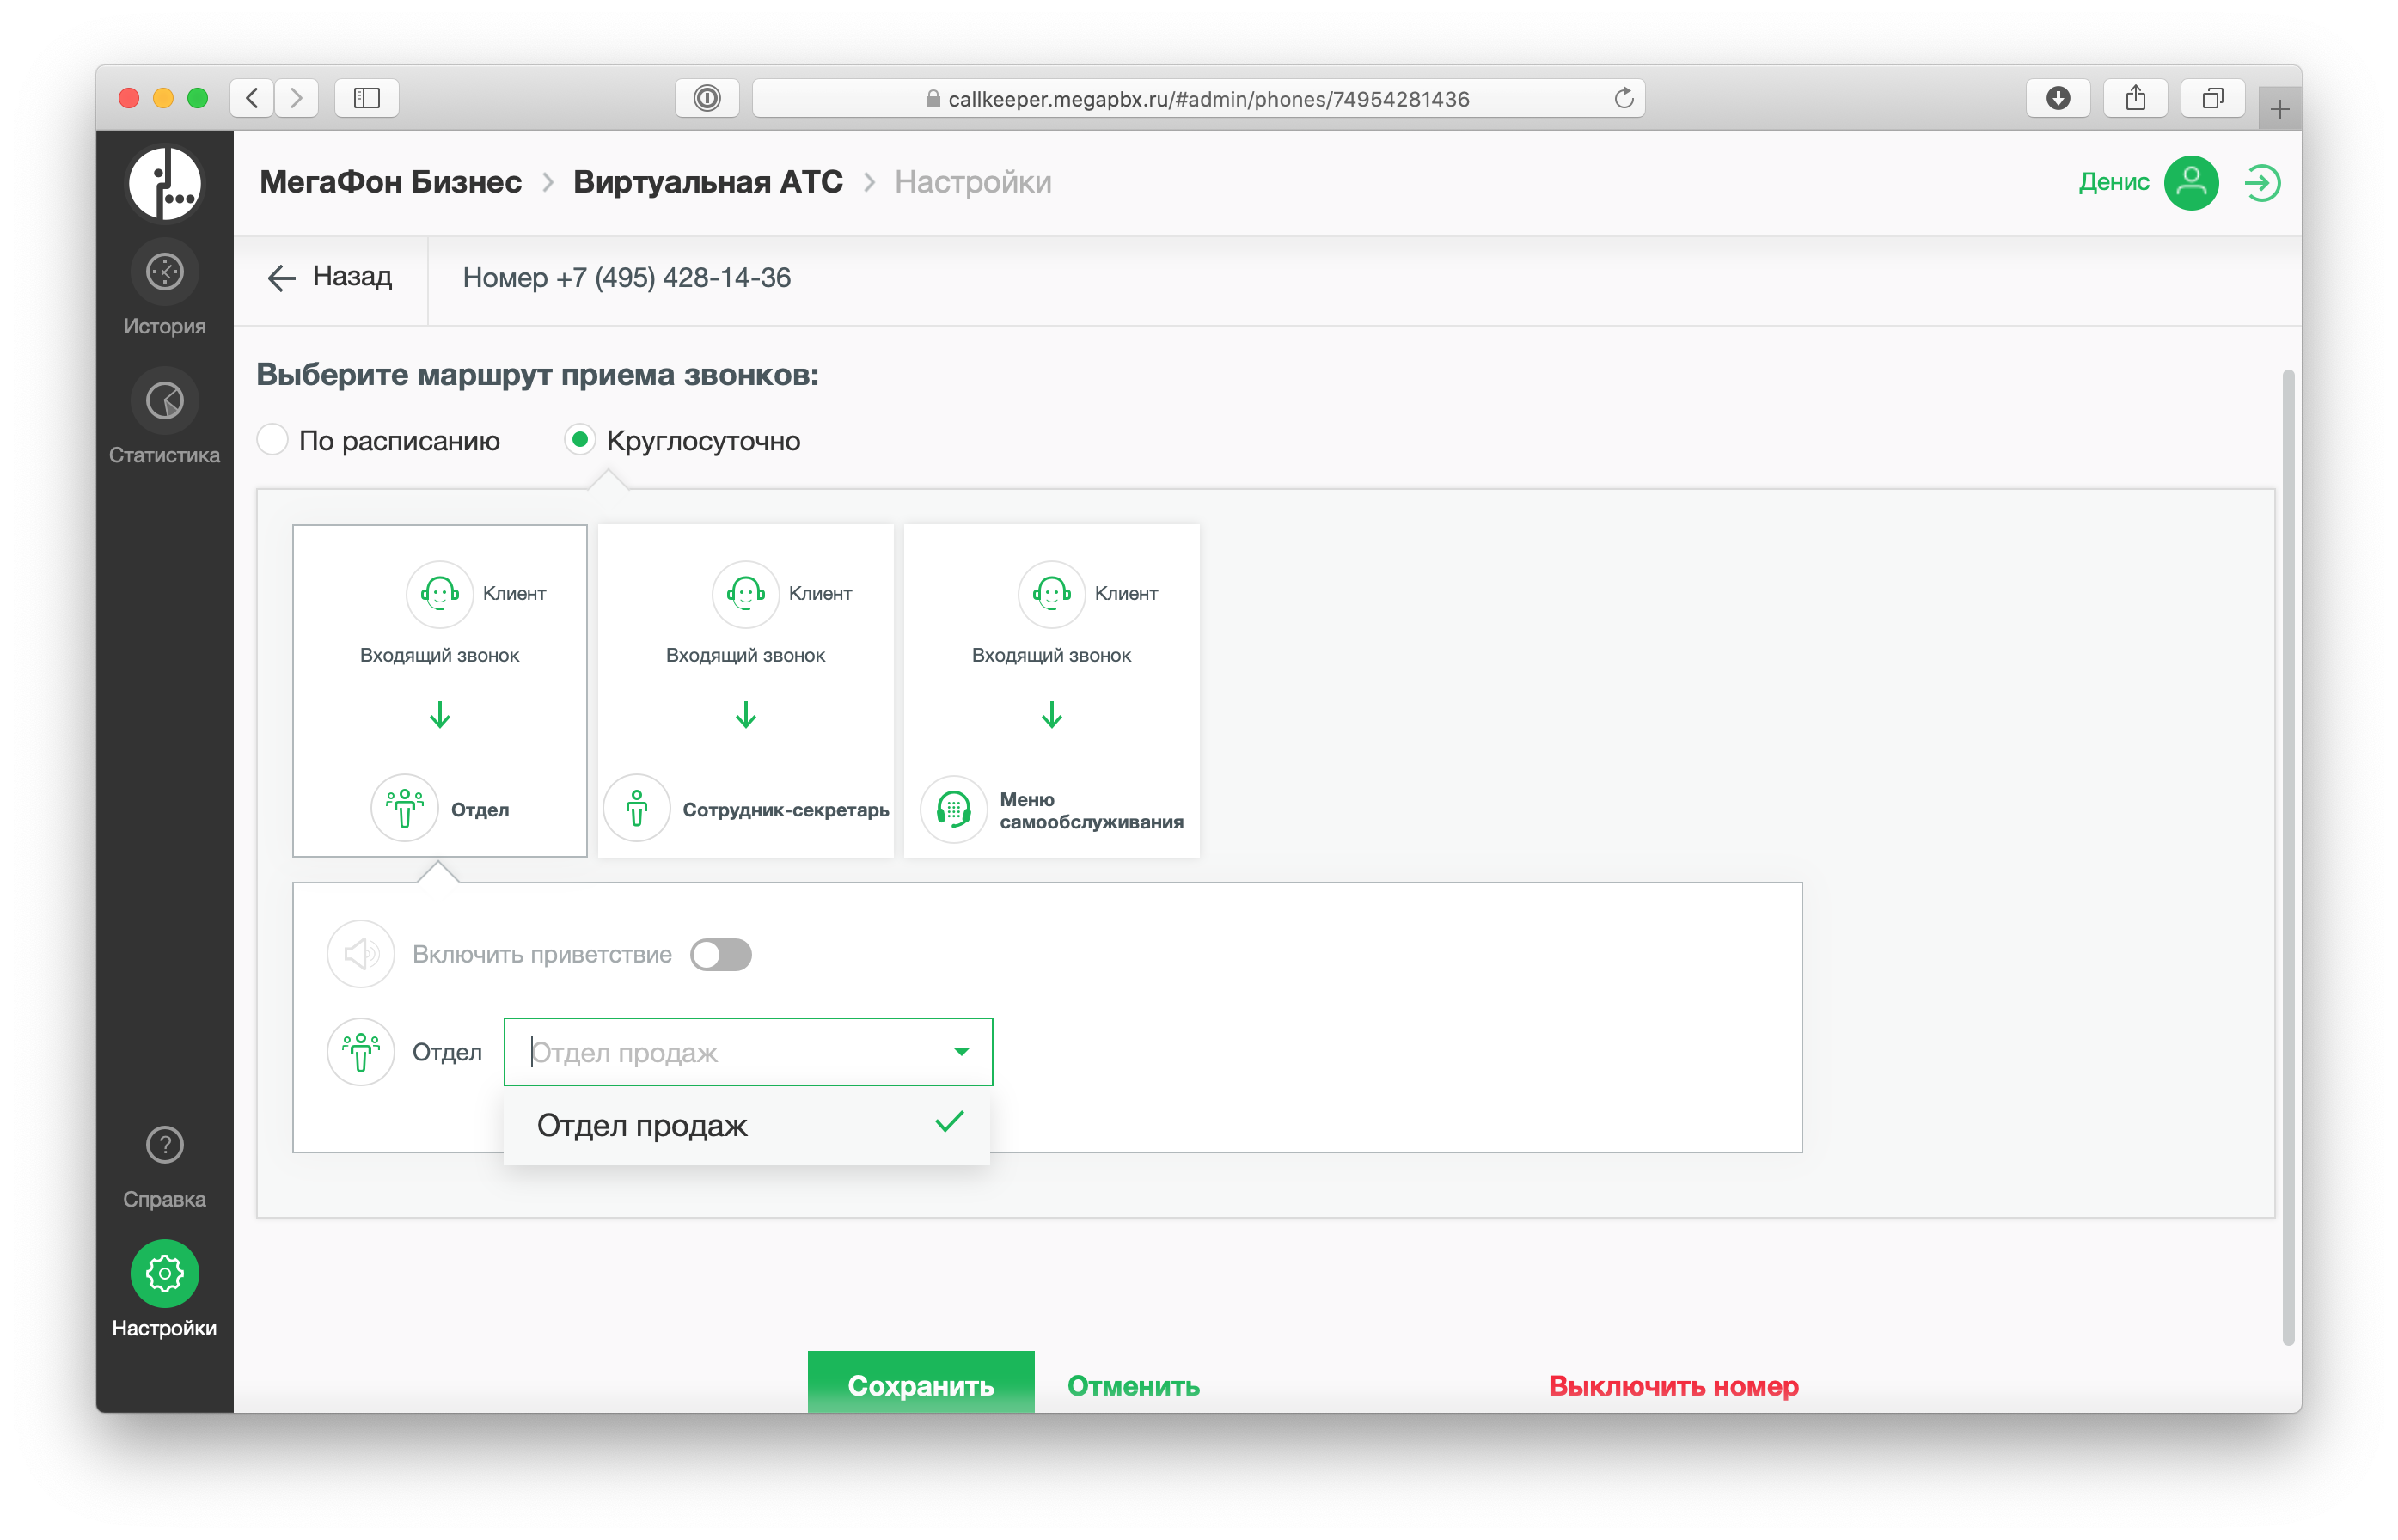 callkeeper.megapbx.ru/#admin/phones/74954281436
МегаФон Бизнес > Виртуальная АТС > Настройки
Денис
Назад
Номер +7 (495) 428-14-36
История
Статистика
Справка
Настройки
Выберите маршрут приема звонков:
По расписанию
Круглосуточно
Клиент
Входящий звонок
Отдел
Клиент
Входящий звонок
Сотрудник-секретарь
Клиент
Входящий звонок
Меню
самообслуживания
Включить приветствие
Отдел
Отдел продаж
Отдел продаж
Сохранить
Отменить
Выключить номер